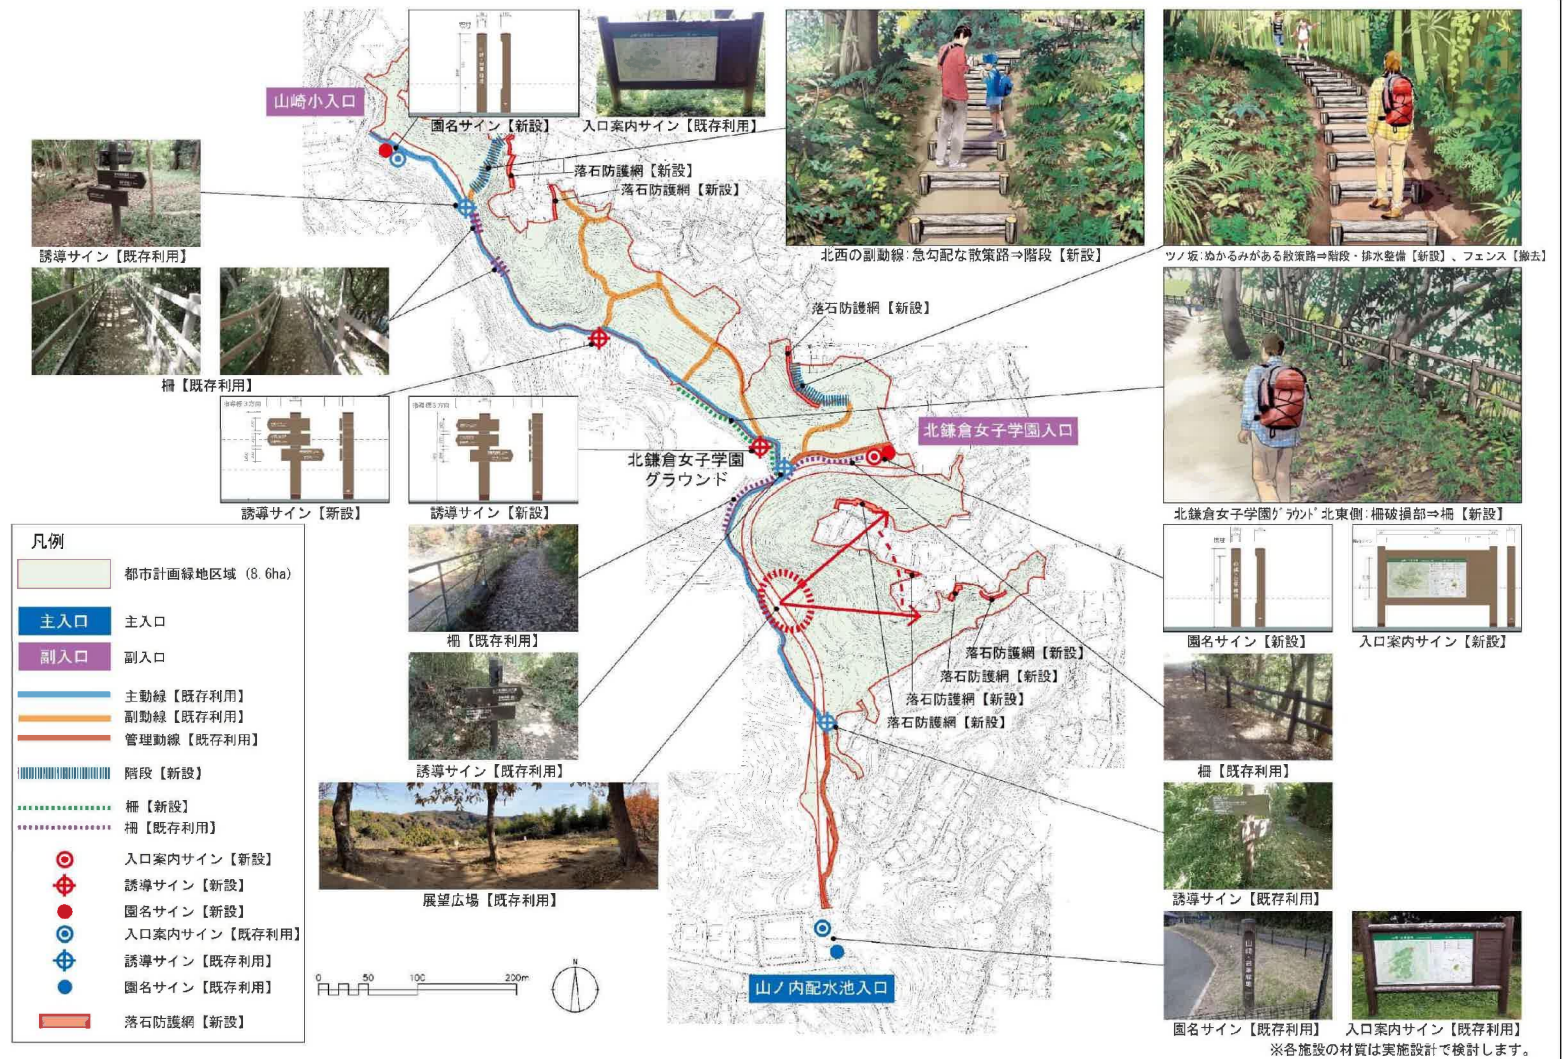 山崎小入口
園名サイン【新設】
入口案内サイン【既存利用】
落石防護網【新設】
落石防護網【新設】
北西の副動線:急勾配な散策路⇒階段【新設】
ツノ坂:ぬかるみがある散策路⇒階段・排水整備【新設】、フェンス【撤去】
誘導サイン【既存利用】
柵【既存利用】
落石防護網【新設】
誘導サイン【新設】
誘導サイン【新設】
北鎌倉女子学園
グラウンド
北鎌倉女子学園入口
北鎌倉女子学園グラウンド北東側:柵破損部⇒柵【新設】
園名サイン【新設】
入口案内サイン【新設】
柵【既存利用】
誘導サイン【既存利用】
展望広場【既存利用】
落石防護網【新設】
落石防護網【新設】
落石防護網【新設】
落石防護網【新設】
柵【既存利用】
誘導サイン【既存利用】
山ノ内配水池入口
園名サイン【既存利用】
入口案内サイン【既存利用】
※各施設の材質は実施設計で検討します。
凡例
都市計画緑地区域 (8.6ha)
主入口 主入口
副入口 副入口
主動線【既存利用】
副動線【既存利用】
管理動線【既存利用】
階段【新設】
柵【新設】
柵【既存利用】
入口案内サイン【新設】
誘導サイン【新設】
園名サイン【新設】
入口案内サイン【既存利用】
誘導サイン【既存利用】
園名サイン【既存利用】
落石防護網【新設】
0 50 100 200m
N